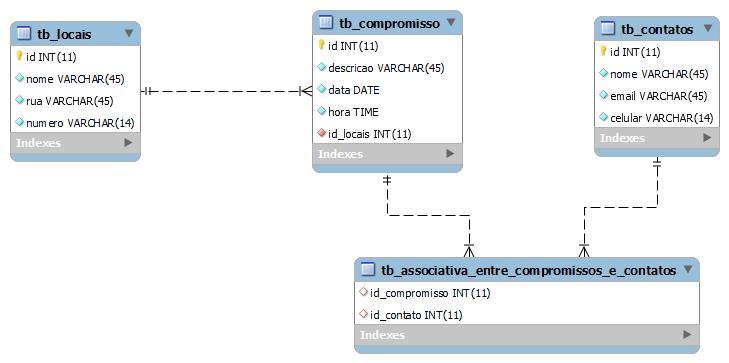 tb_locais
id INT(11)
nome VARCHAR(45)
rua VARCHAR(45)
numero VARCHAR(14)
Indexes
tb_compromisso
id INT(11)
descricao VARCHAR(45)
data DATE
hora TIME
id_locais INT(11)
Indexes
tb_contatos
id INT(11)
nome VARCHAR(45)
email VARCHAR(45)
celular VARCHAR(14)
Indexes
tb_associativa_entre_compromissos_e_contatos
id_compromisso INT(11)
id_contato INT(11)
Indexes